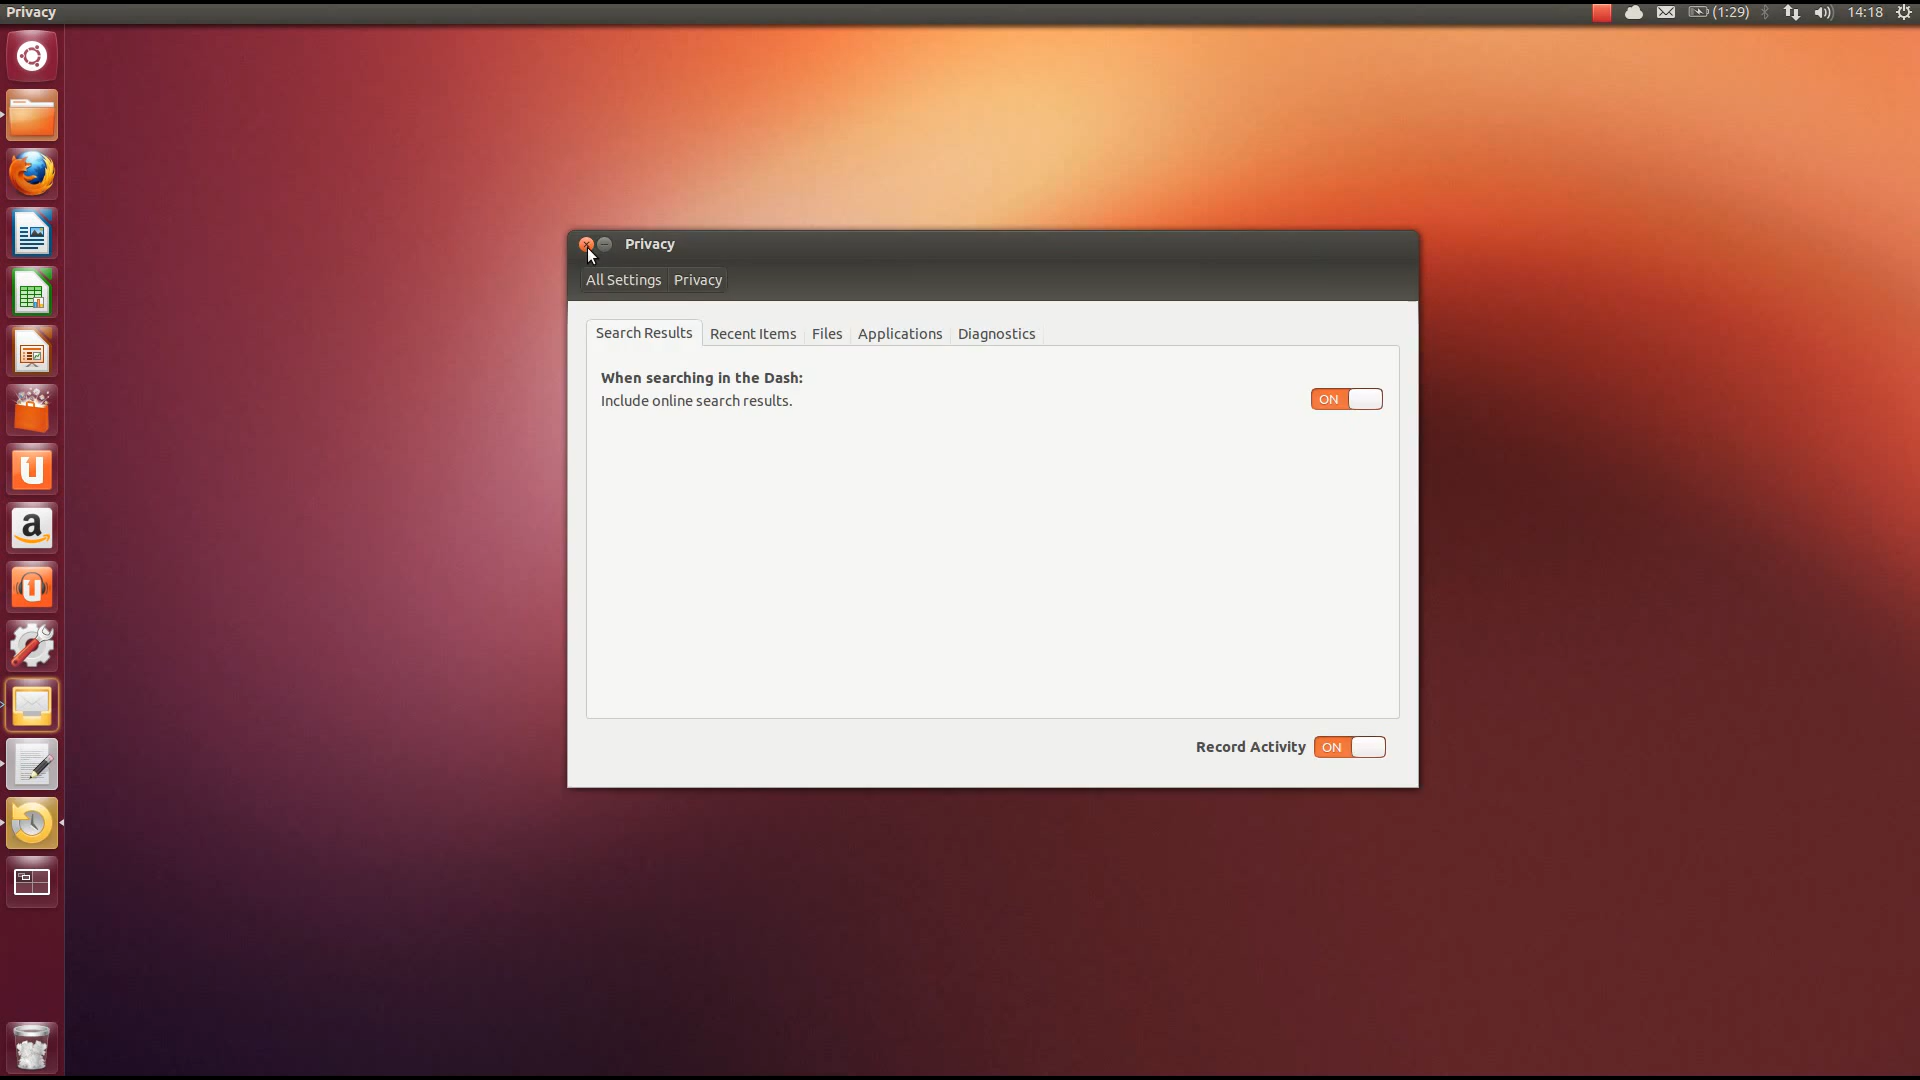 Privacy
(1:29)
14:18
Privacy
All Settings
Privacy
Search Results
Recent Items
Files
Applications
Diagnostics
When searching in the Dash:
Include online search results.
ON
Record Activity
ON